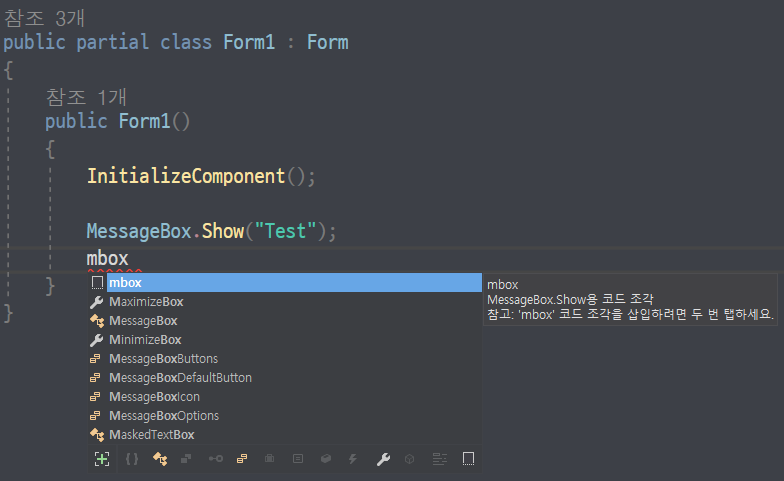 참조 3개
public partial class Form1 : Form
{
참조 1개
public Form1()
{
InitializeComponent();
MessageBox.Show("Test");
mbox
}
}
mbox
MaximizeBox
MessageBox
MinimizeBox
MessageBoxButtons
MessageBoxDefaultButton
MessageBoxIcon
MessageBoxOptions
MaskedTextBox
mbox
MessageBox.Show용 코드 조각
참고: 'mbox' 코드 조각을 삽입하려면 두 번 탭하세요.